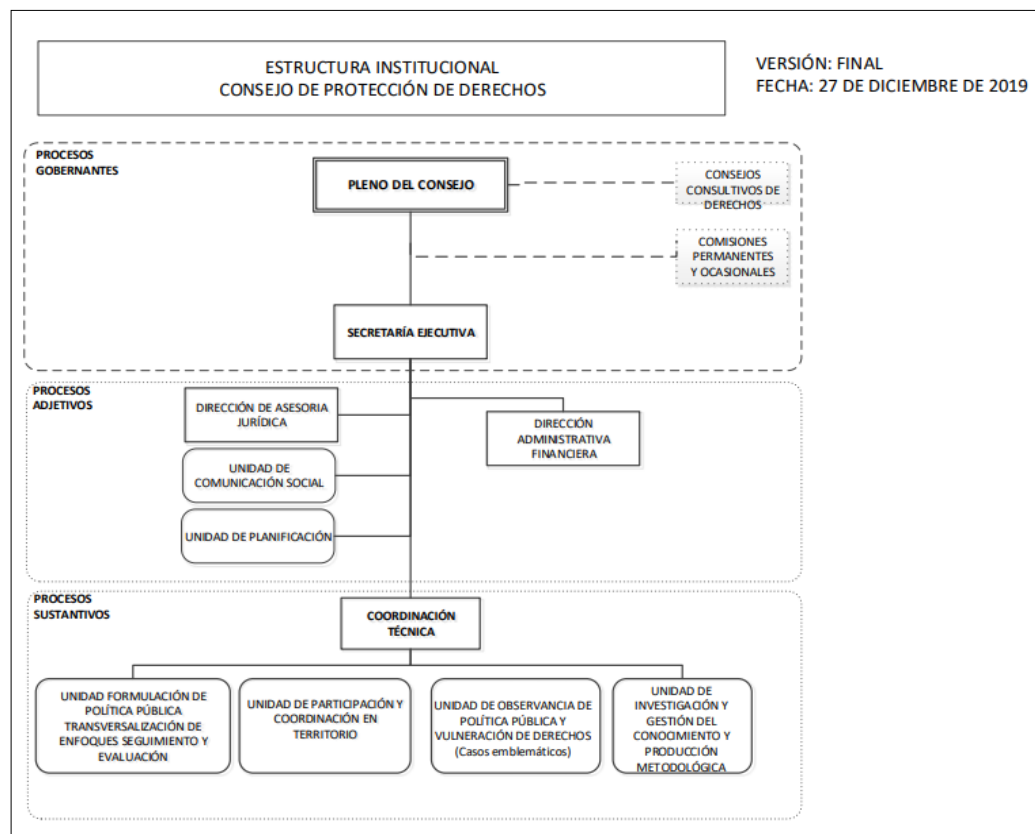 ESTRUCTURA INSTITUCIONAL
CONSEJO DE PROTECCIÓN DE DERECHOS
VERSIÓN: FINAL
FECHA: 27 DE DICIEMBRE DE 2019
PROCESOS
GOBERNANTES
PLENO DEL CONSEJO
CONSEJOS
CONSULTIVOS DE
DERECHOS
COMISIONES
PERMANENTES
Y OCASIONALES
SECRETARÍA EJECUTIVA
PROCESOS
ADJETIVOS
DIRECCIÓN DE ASESORIA
JURÍDICA
DIRECCIÓN
ADMINISTRATIVA
FINANCIERA
UNIDAD DE
COMUNICACIÓN SOCIAL
UNIDAD DE PLANIFICACIÓN
PROCESOS
SUSTANTIVOS
COORDINACIÓN
TÉCNICA
UNIDAD FORMULACIÓN DE
POLÍTICA PÚBLICA
TRANSVERSALIZACIÓN DE
ENFOQUES SEGUIMIENTO Y
EVALUACIÓN
UNIDAD DE PARTICIPACIÓN Y
COORDINACIÓN EN
TERRITORIO
UNIDAD DE OBSERVANCIA DE
POLÍTICA PÚBLICA Y
VULNERACIÓN DE DERECHOS
(Casos emblemáticos)
UNIDAD DE
INVESTIGACIÓN Y
GESTIÓN DEL
CONOCIMIENTO Y
PRODUCCIÓN
METODOLÓGICA